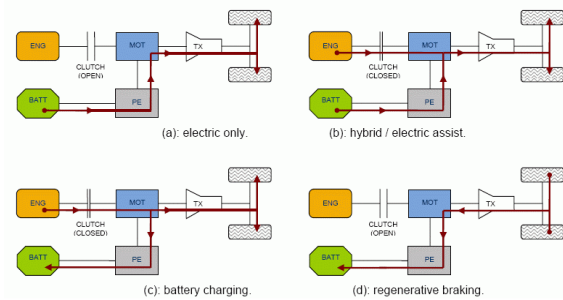 ENG
MOT
TX
CLUTCH
(OPEN)
BATT
PE
(a): electric only.
ENG
MOT
TX
CLUTCH
(CLOSED)
BATT
PE
(b): hybrid / electric assist.
ENG
MOT
TX
CLUTCH
(CLOSED)
BATT
PE
(c): battery charging.
ENG
MOT
TX
CLUTCH
(OPEN)
BATT
PE
(d): regenerative braking.